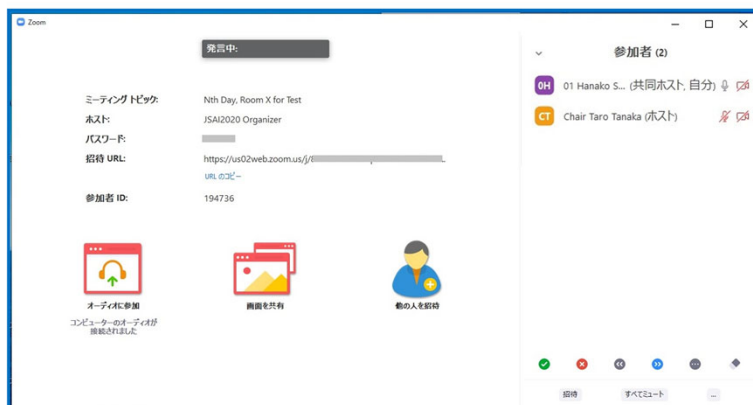 Zoom
発言中:
ミーティング トピック: Nth Day, Room X for Test
ホスト: JSAI2020 Organizer
パスワード:
招待 URL: https://us02web.zoom.us/j/
URL のコピー
参加者 ID: 194736
オーディオに参加
コンピューターのオーディオが
接続されました
画面を共有
他の人を招待
参加者 (2)
OH 01 Hanako S... (共同ホスト, 自分)
CT Chair Taro Tanaka (ホスト)
招待 すべてミュート ...